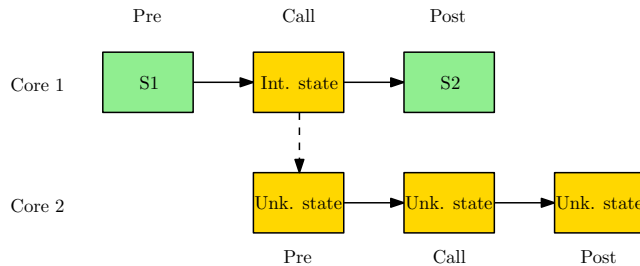 Pre Call Post
Core 1 S1 Int. state S2
Core 2 Unk. state Unk. state Unk. state
Pre Call Post